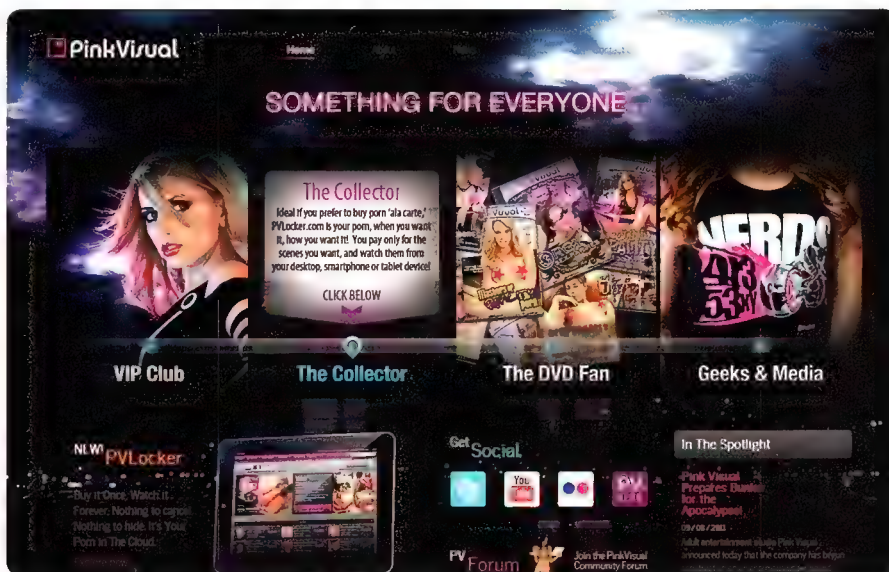 PinkVisual
Home
SOMETHING FOR EVERYONE
The Collector
Ideal if you prefer to buy porn 'ala carte,'
PVLocker.com is your porn, when you want
it, how you want it! You pay only for the
scenes you want, and watch them from
your desktop, smartphone or tablet device!
CLICK BELOW
NERDS
VIP Club
The Collector
The DVD Fan
Geeks & Media
NEW!
PVLocker
Buy it Once, Watch it
Forever, Nothing to cancel
Nothing to hide. It's Your
Porn In The Cloud.
Get Social
You
In The Spotlight
Pink Visual
Prepares Bunker
for the
Apocalypse!
Adult entertainment studio Pink Visual
announced today that the company has begun
PV Forum
Join the PinkVisual
Community Forum